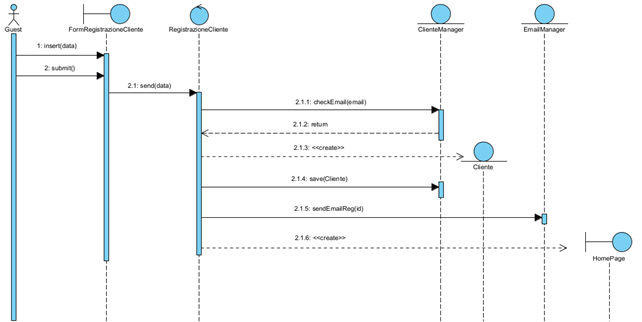 Guest
FormRegistrazioneCliente
RegistrazioneCliente
ClienteManager
EmailManager
1: insert(data)
2: submit()
2.1: send(data)
2.1.1: checkEmail(email)
2.1.2: return
2.1.3: <<create>>
Cliente
2.1.4: save(Cliente)
2.1.5: sendEmailReg(id)
2.1.6: <<create>>
HomePage